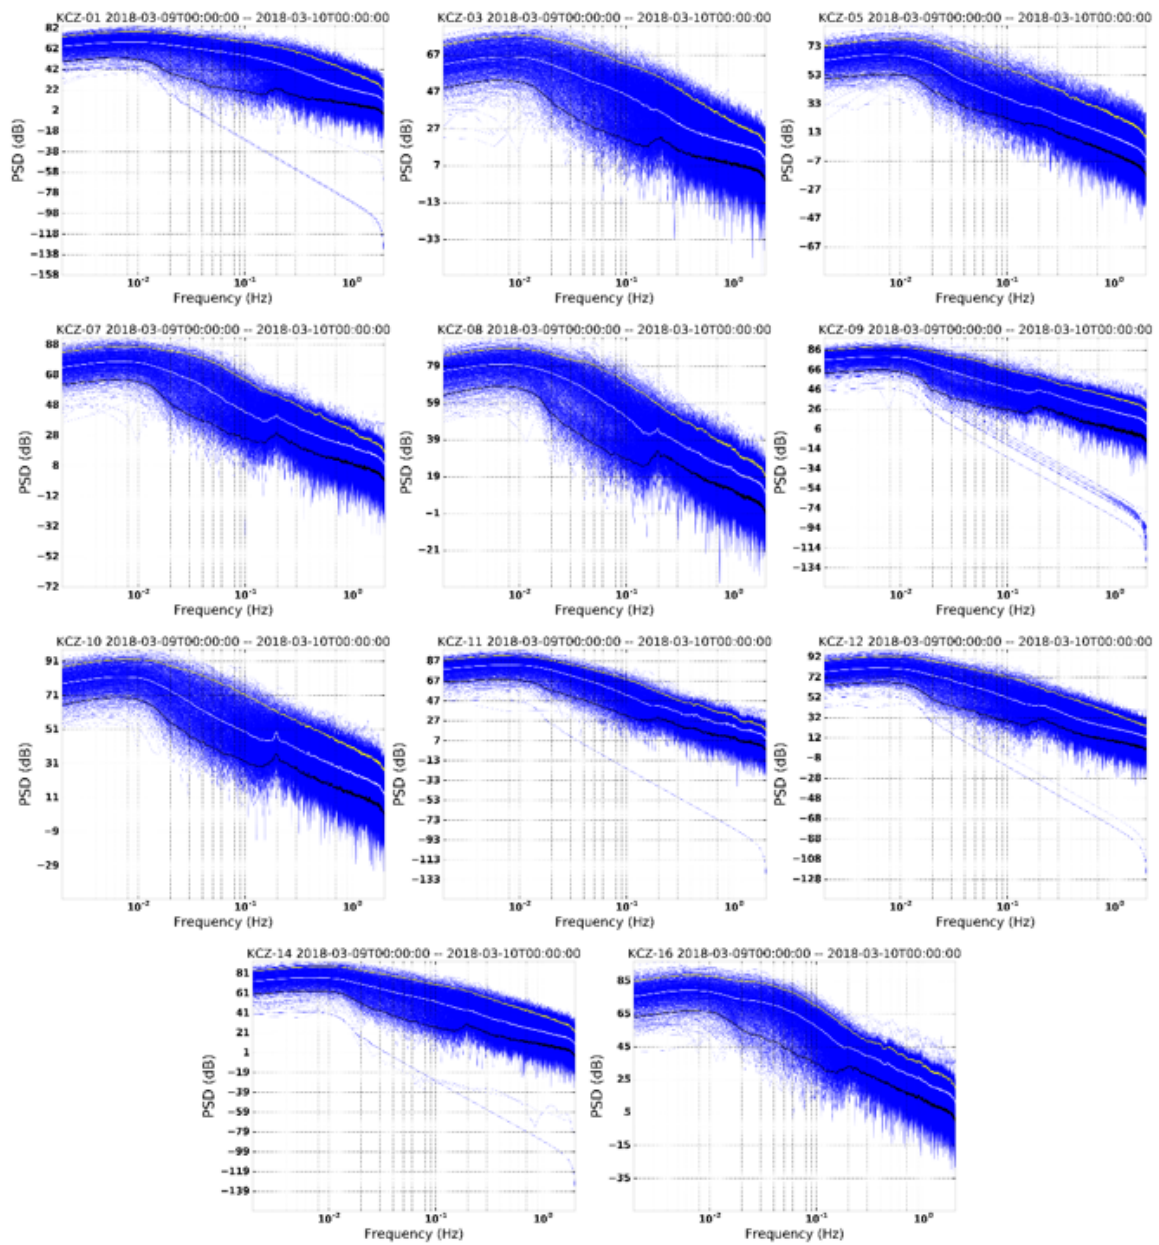 KCZ-01 2018-03-09T00:00:00 -- 2018-03-10T00:00:00
82
62
42
22
2
−18
−38
−58
−78
−98
−118
−138
−158
PSD (dB)
10⁻² 10⁻¹ 10⁰
Frequency (Hz)
KCZ-03 2018-03-09T00:00:00 -- 2018-03-10T00:00:00
67
47
27
7
−13
−33
PSD (dB)
10⁻² 10⁻¹ 10⁰
Frequency (Hz)
KCZ-05 2018-03-09T00:00:00 -- 2018-03-10T00:00:00
73
53
33
13
−7
−27
−47
−67
PSD (dB)
10⁻² 10⁻¹ 10⁰
Frequency (Hz)
KCZ-07 2018-03-09T00:00:00 -- 2018-03-10T00:00:00
88
68
48
28
8
−12
−32
−52
−72
PSD (dB)
10⁻² 10⁻¹ 10⁰
Frequency (Hz)
KCZ-08 2018-03-09T00:00:00 -- 2018-03-10T00:00:00
79
59
39
19
−1
−21
PSD (dB)
10⁻² 10⁻¹ 10⁰
Frequency (Hz)
KCZ-09 2018-03-09T00:00:00 -- 2018-03-10T00:00:00
86
66
46
26
6
−14
−34
−54
−74
−94
−114
−134
PSD (dB)
10⁻² 10⁻¹ 10⁰
Frequency (Hz)
KCZ-10 2018-03-09T00:00:00 -- 2018-03-10T00:00:00
91
71
51
31
11
−9
−29
PSD (dB)
10⁻² 10⁻¹ 10⁰
Frequency (Hz)
KCZ-11 2018-03-09T00:00:00 -- 2018-03-10T00:00:00
87
67
47
27
7
−13
−33
−53
−73
−93
−113
−133
PSD (dB)
10⁻² 10⁻¹ 10⁰
Frequency (Hz)
KCZ-12 2018-03-09T00:00:00 -- 2018-03-10T00:00:00
92
72
52
32
12
−8
−28
−48
−68
−88
−108
−128
PSD (dB)
10⁻² 10⁻¹ 10⁰
Frequency (Hz)
KCZ-14 2018-03-09T00:00:00 -- 2018-03-10T00:00:00
81
61
41
21
1
−19
−39
−59
−79
−99
−119
−139
PSD (dB)
10⁻² 10⁻¹ 10⁰
Frequency (Hz)
KCZ-16 2018-03-09T00:00:00 -- 2018-03-10T00:00:00
85
65
45
25
5
−15
−35
PSD (dB)
10⁻² 10⁻¹ 10⁰
Frequency (Hz)